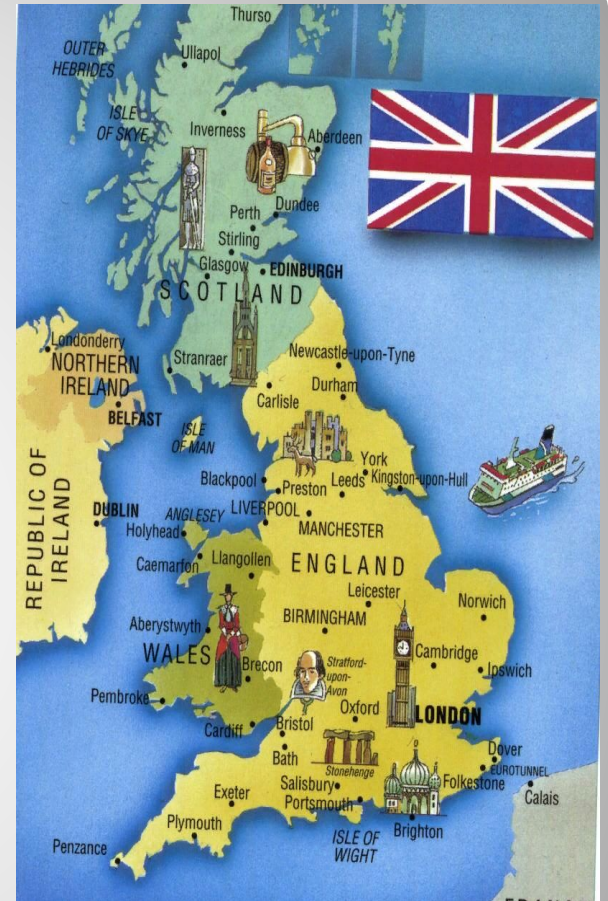 Thurso
OUTER
HEBRIDES
Ullapol
ISLE
OF SKYE
Inverness
Aberdeen
Perth
Dundee
Stirling
Glasgow
EDINBURGH
SCOTLAND
Londonderry
NORTHERN
IRELAND
Stranraer
Newcastle-upon-Tyne
Durham
Carlisle
BELFAST
ISLE
OF MAN
York
Blackpool
Preston
Leeds
Kingston-upon-Hull
REPUBLIC OF
IRELAND
DUBLIN
ANGLESEY
LIVERPOOL
Holyhead
MANCHESTER
Caemarfon
Llangollen
ENGLAND
Leicester
Norwich
BIRMINGHAM
Aberystwyth
WALES
Brecon
Stratford-
upon-
Avon
Cambridge
Ipswich
Pembroke
Oxford
LONDON
Cardiff
Bristol
Bath
Stonehenge
Dover
EUROTUNNEL
Folkestone
Calais
Exeter
Salisbury
Portsmouth
Plymouth
ISLE OF
WIGHT
Brighton
Penzance